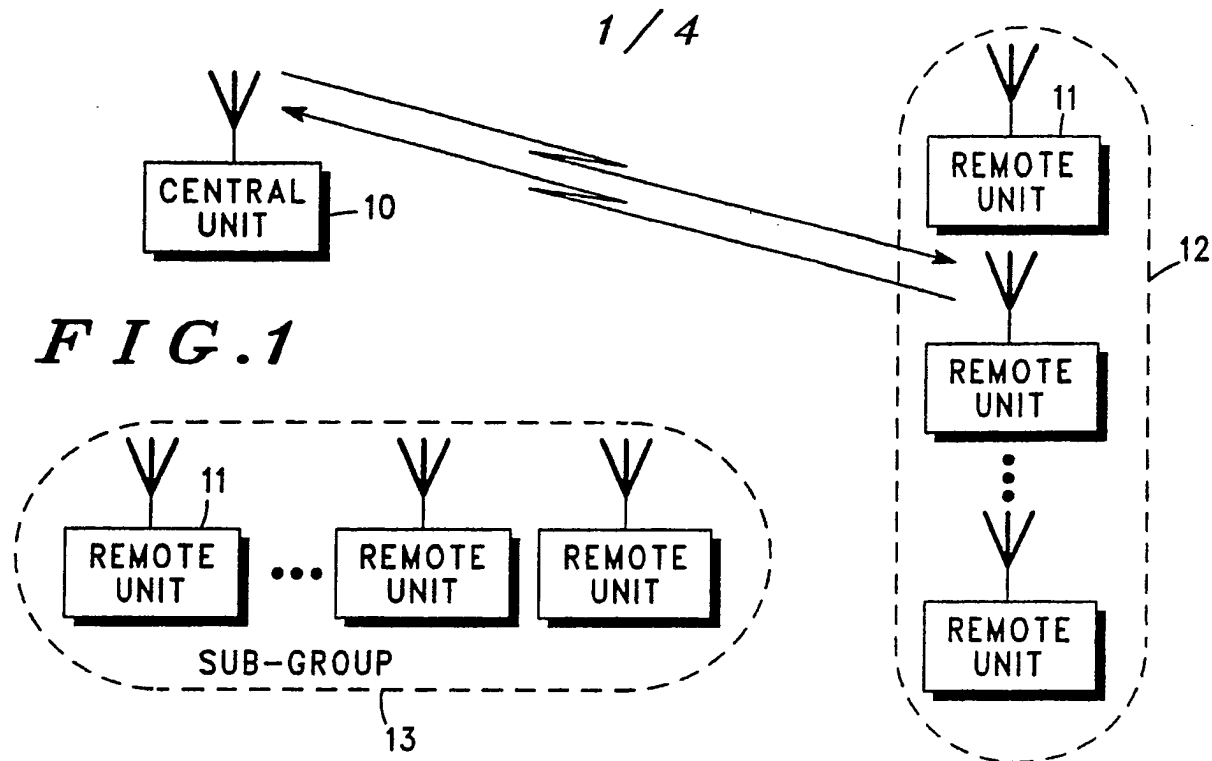 1/4
CENTRAL
UNIT
10
11
REMOTE
UNIT
12
REMOTE
UNIT
REMOTE
UNIT
FIG.1
11
REMOTE
UNIT
REMOTE
UNIT
REMOTE
UNIT
SUB-GROUP
13